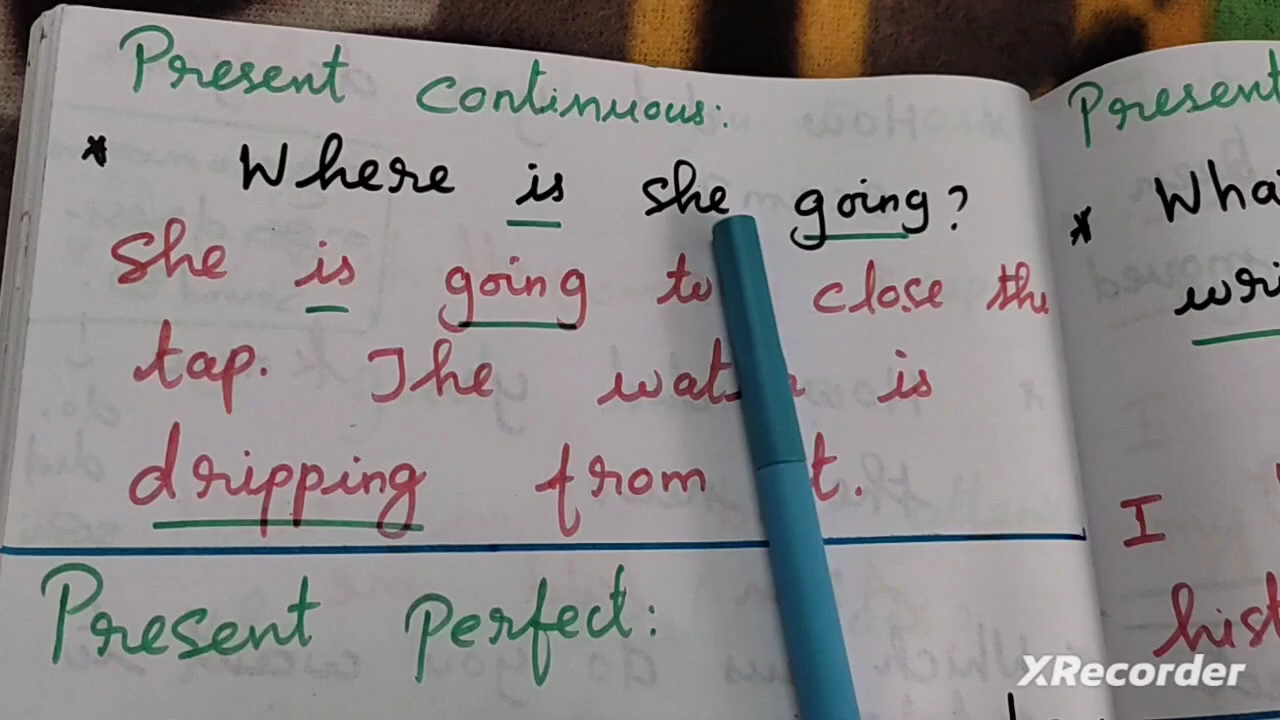 Present Continuous:
* Where is she going?
She is going to close the
tap. The water is
dripping from
Present Perfect:
Present
*
I
XRecorder